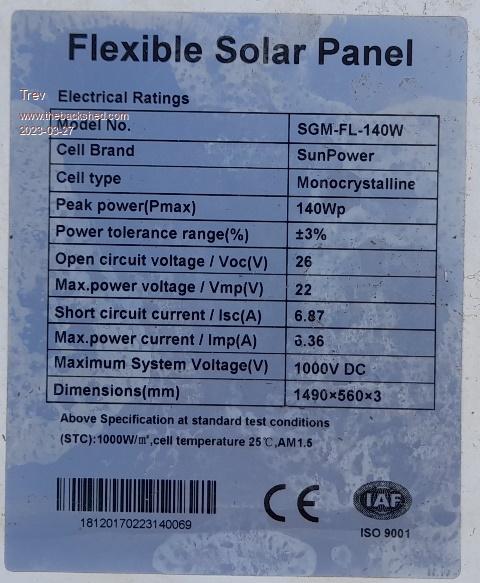 Flexible Solar Panel
Trev
Electrical Ratings
www.thebackshed.com
2023-03-27
Model No. SGM-FL-140W
Cell Brand SunPower
Cell type Monocrystalline
Peak power(Pmax) 140Wp
Power tolerance range(%) ±3%
Open circuit voltage / Voc(V) 26
Max.power voltage / Vmp(V) 22
Short circuit current / Isc(A) 6.87
Max.power current / Imp(A) 6.36
Maximum System Voltage(V) 1000V DC
Dimensions(mm) 1490×560×3
Above Specification at standard test conditions
(STC):1000W/㎡,cell temperature 25℃,AM1.5
18120170223140069
CE
IAF
ISO 9001